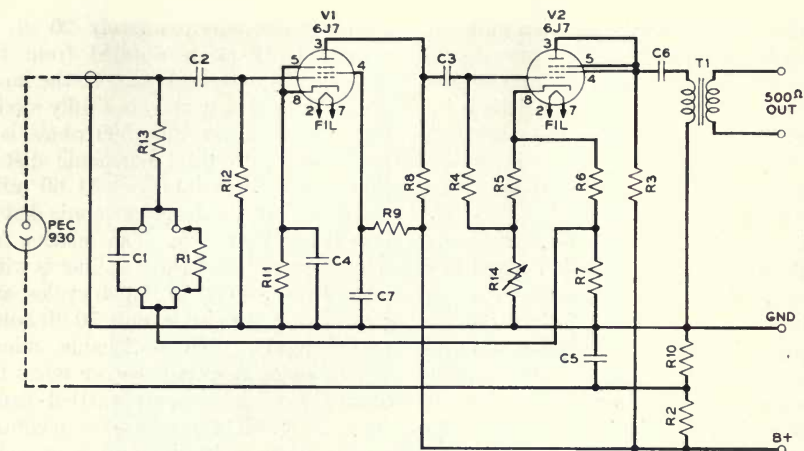 V1
6J7
V2
6J7
3
3
C6
T1
C2
5
4
C3
5
4
8
8
500Ω
OUT
2 7
FIL
2 7
FIL
R13
R12
R8
R4
R5
R6
R3
PEC
930
R9
C1
R1
R11
C4
C7
R14
R7
GND
C5
R10
R2
B+